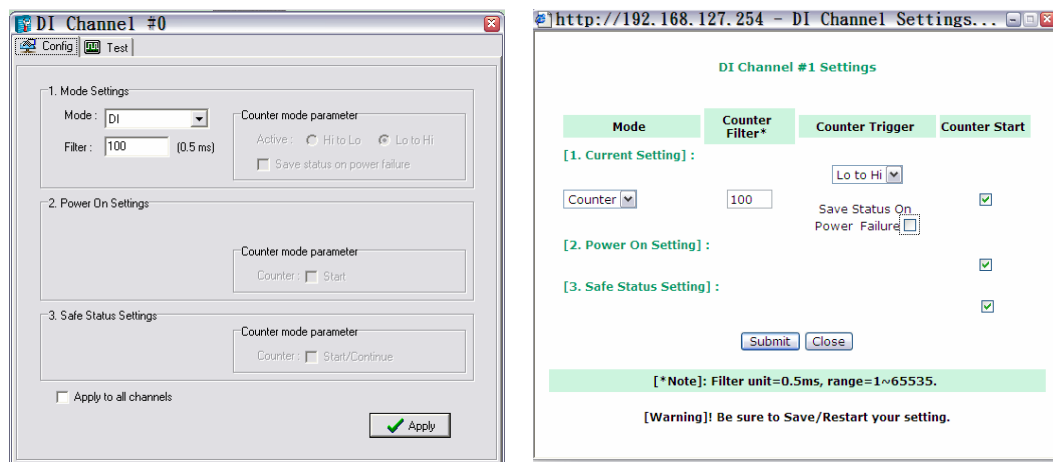 DI Channel #0
Config Test
1. Mode Settings
Mode : DI
Filter : 100 (0.5 ms)
Counter mode parameter
Active : Hi to Lo Lo to Hi
Save status on power failure
2. Power On Settings
Counter mode parameter
Counter : Start
3. Safe Status Settings
Counter mode parameter
Counter : Start/Continue
Apply to all channels
Apply
http://192.168.127.254 - DI Channel Settings...
DI Channel #1 Settings
Mode Counter Filter* Counter Trigger Counter Start
[1. Current Setting] :
Lo to Hi
Counter 100
Save Status On
Power Failure
[2. Power On Setting] :
[3. Safe Status Setting] :
Submit Close
[*Note]: Filter unit=0.5ms, range=1~65535.
[Warning]! Be sure to Save/Restart your setting.